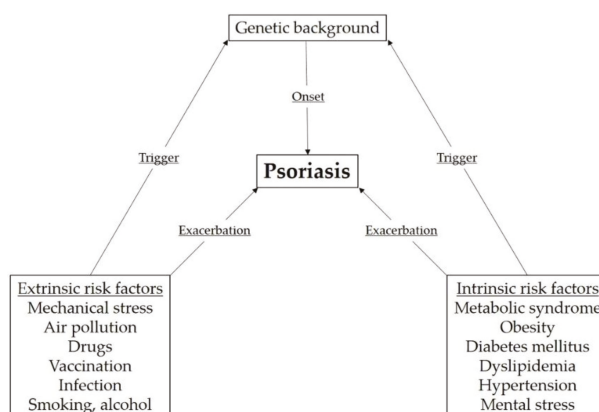 Genetic background
Onset
Trigger
Trigger
Psoriasis
Exacerbation
Exacerbation
Extrinsic risk factors
Mechanical stress
Air pollution
Drugs
Vaccination
Infection
Smoking, alcohol
Intrinsic risk factors
Metabolic syndrome
Obesity
Diabetes mellitus
Dyslipidemia
Hypertension
Mental stress